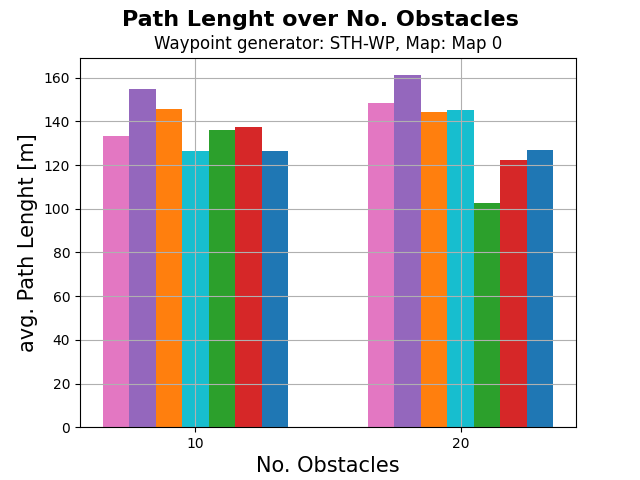 Path Lenght over No. Obstacles
Waypoint generator: STH-WP, Map: Map 0
avg. Path Lenght [m]
160
140
120
100
80
60
40
20
0
10 20
No. Obstacles